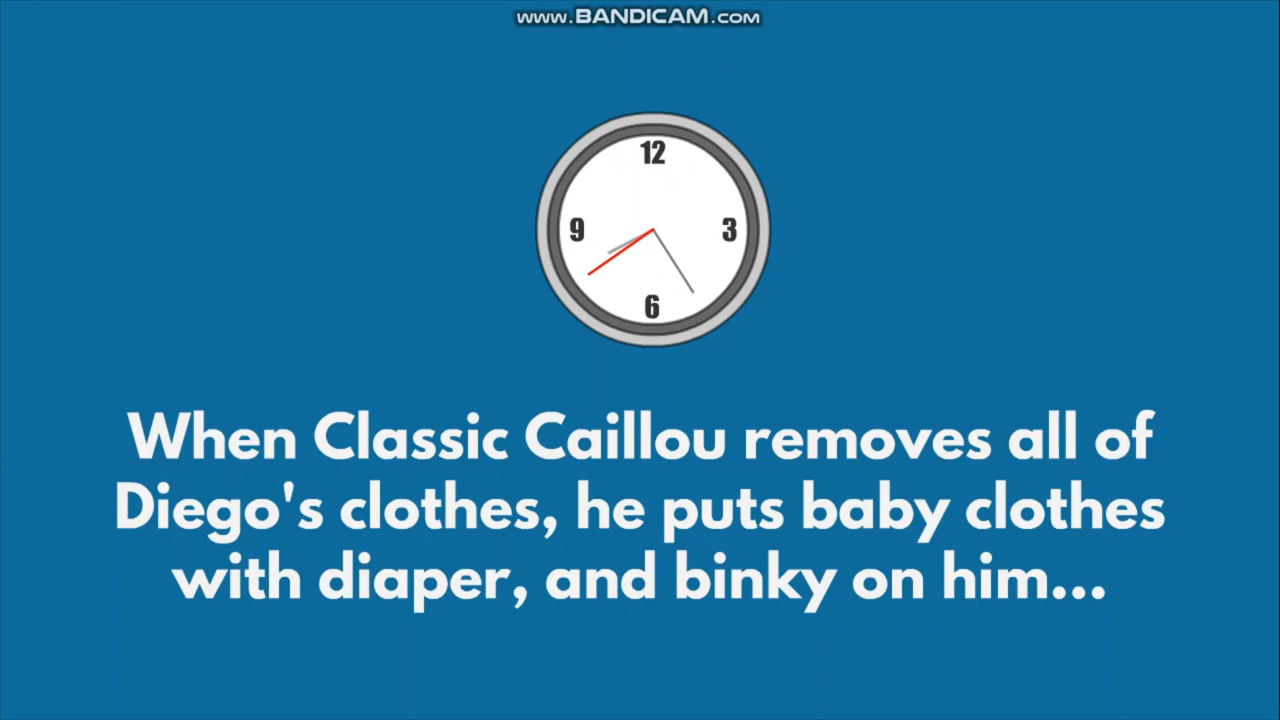 www.BANDICAM.com
12
9 3
6
When Classic Caillou removes all of
Diego's clothes, he puts baby clothes
with diaper, and binky on him...